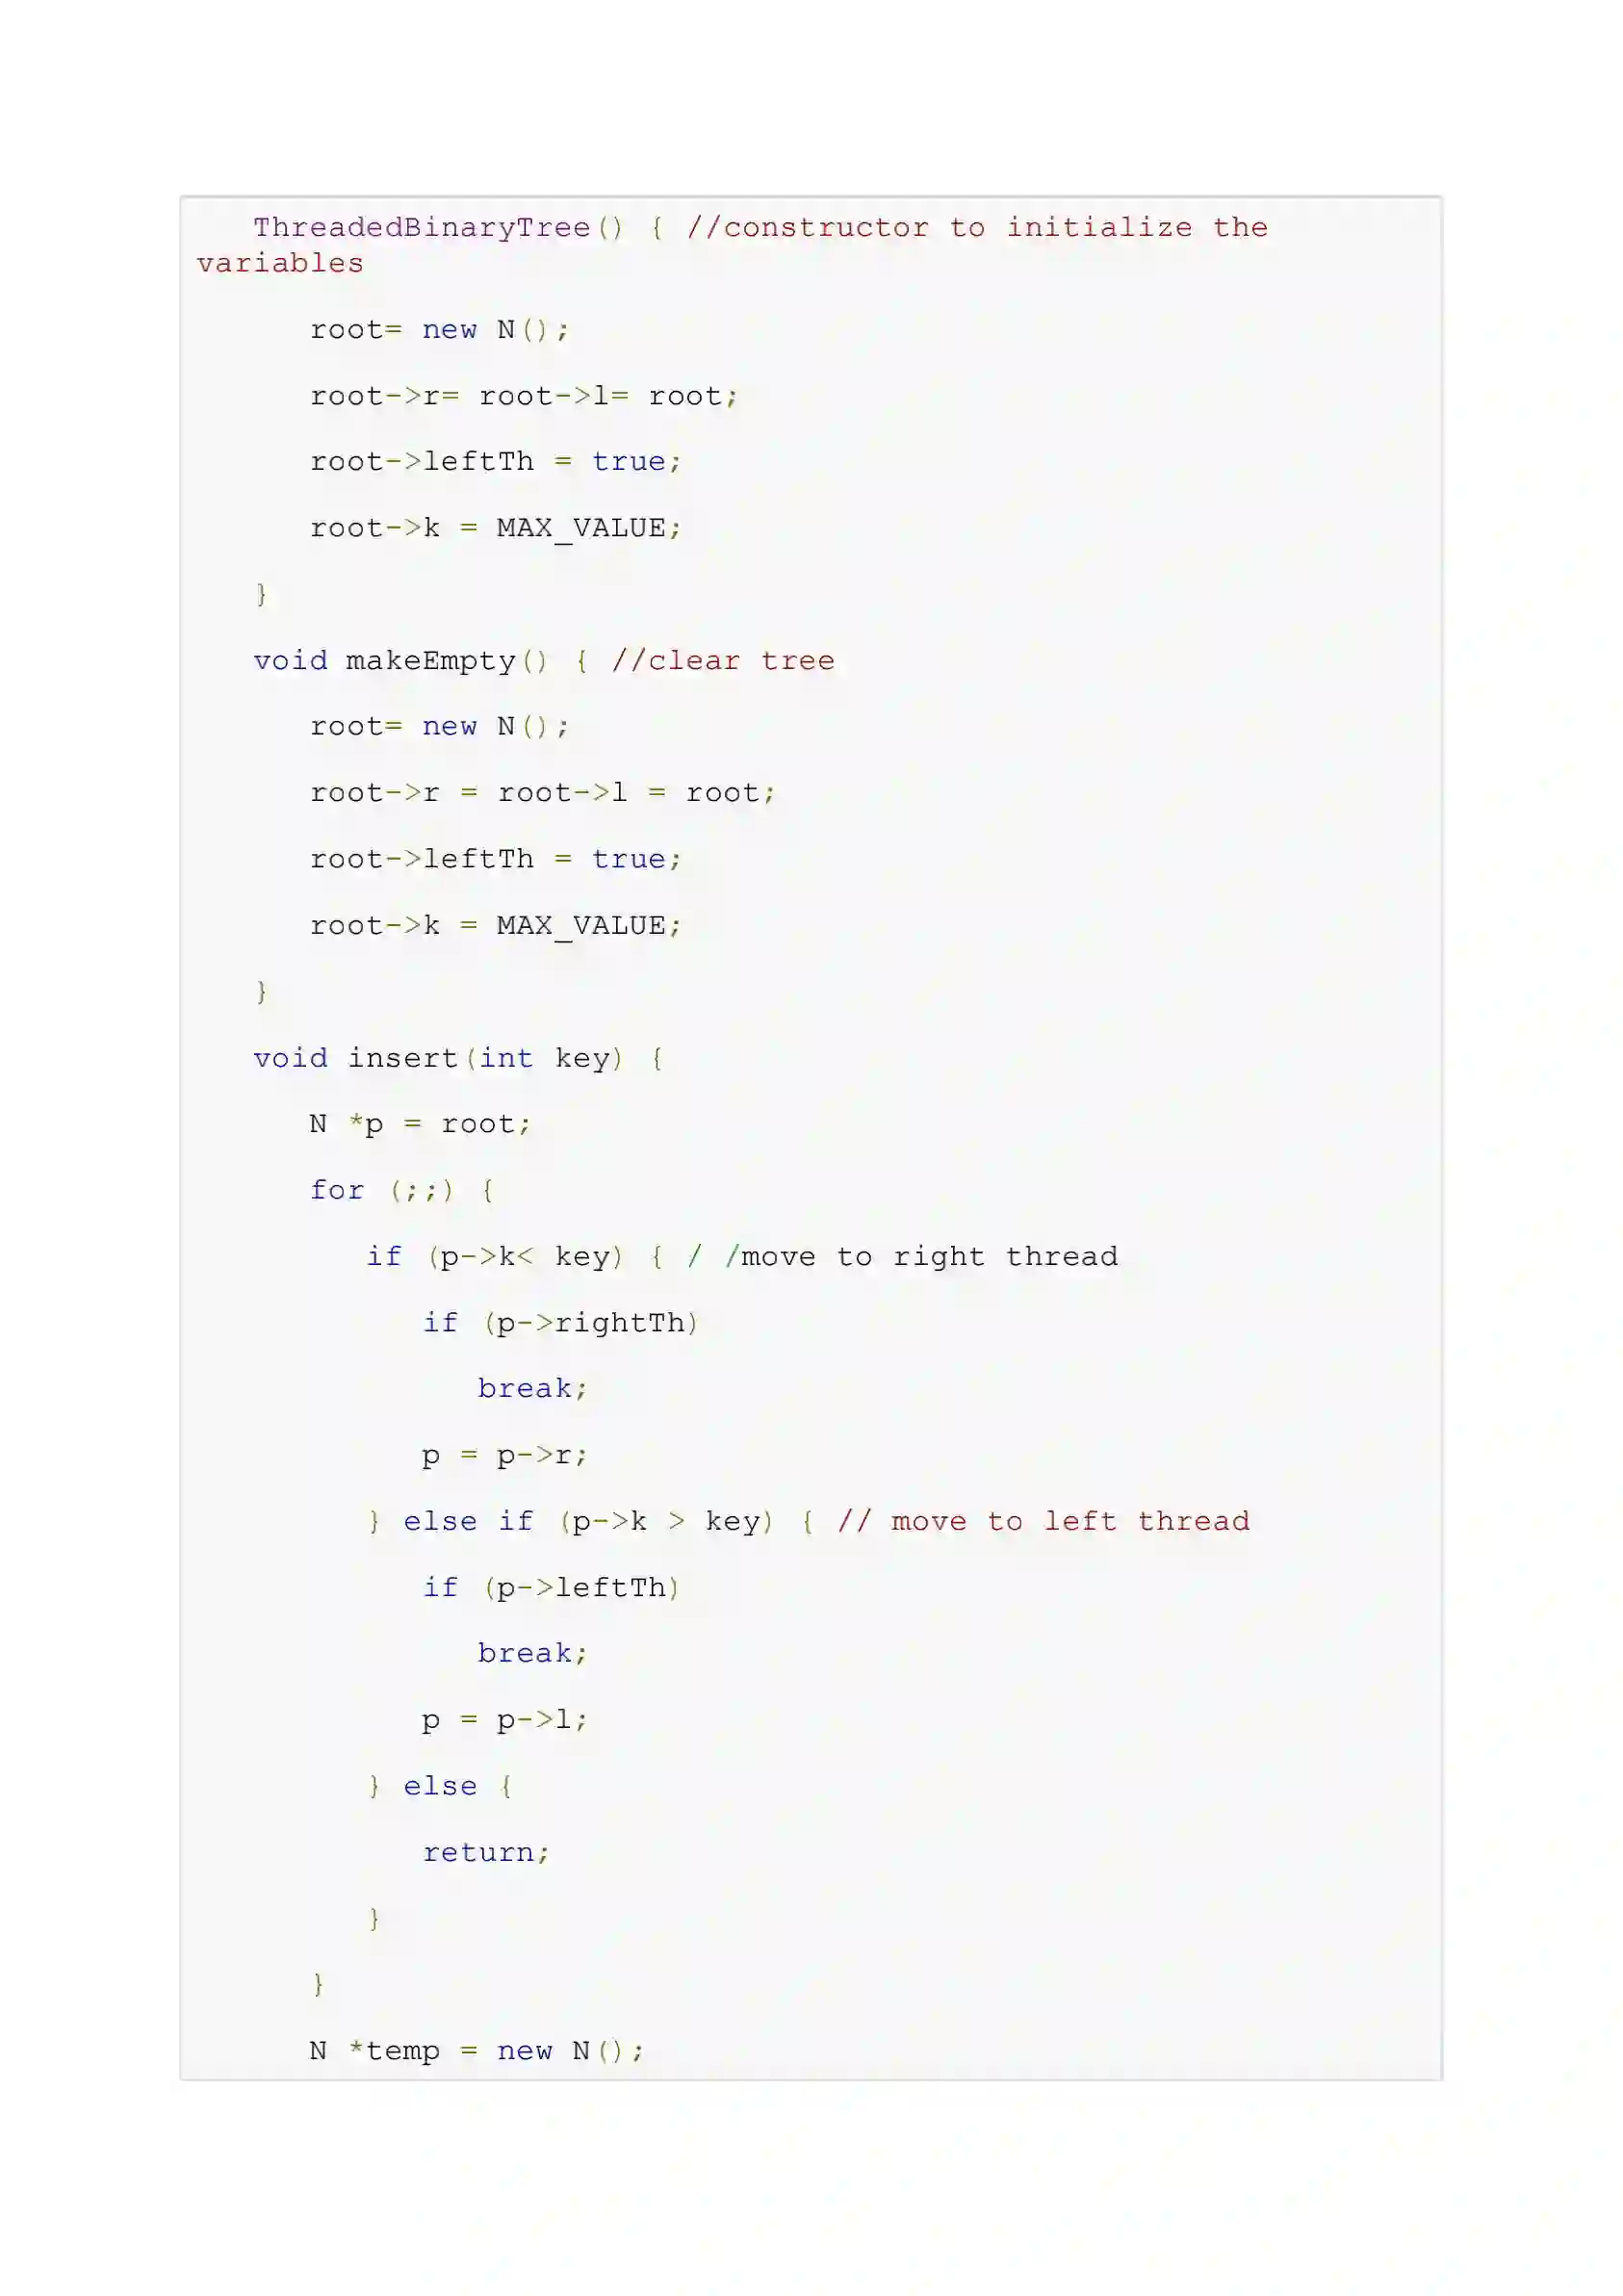 ThreadedBinaryTree() { //constructor to initialize the
variables
      root= new N();
      root->r= root->l= root;
      root->leftTh = true;
      root->k = MAX_VALUE;
   }
   void makeEmpty() { //clear tree
      root= new N();
      root->r = root->l = root;
      root->leftTh = true;
      root->k = MAX_VALUE;
   }
   void insert(int key) {
      N *p = root;
      for (;;) {
         if (p->k< key) { / /move to right thread
            if (p->rightTh)
               break;
            p = p->r;
         } else if (p->k > key) { // move to left thread
            if (p->leftTh)
               break;
            p = p->l;
         } else {
            return;
         }
      }
      N *temp = new N();